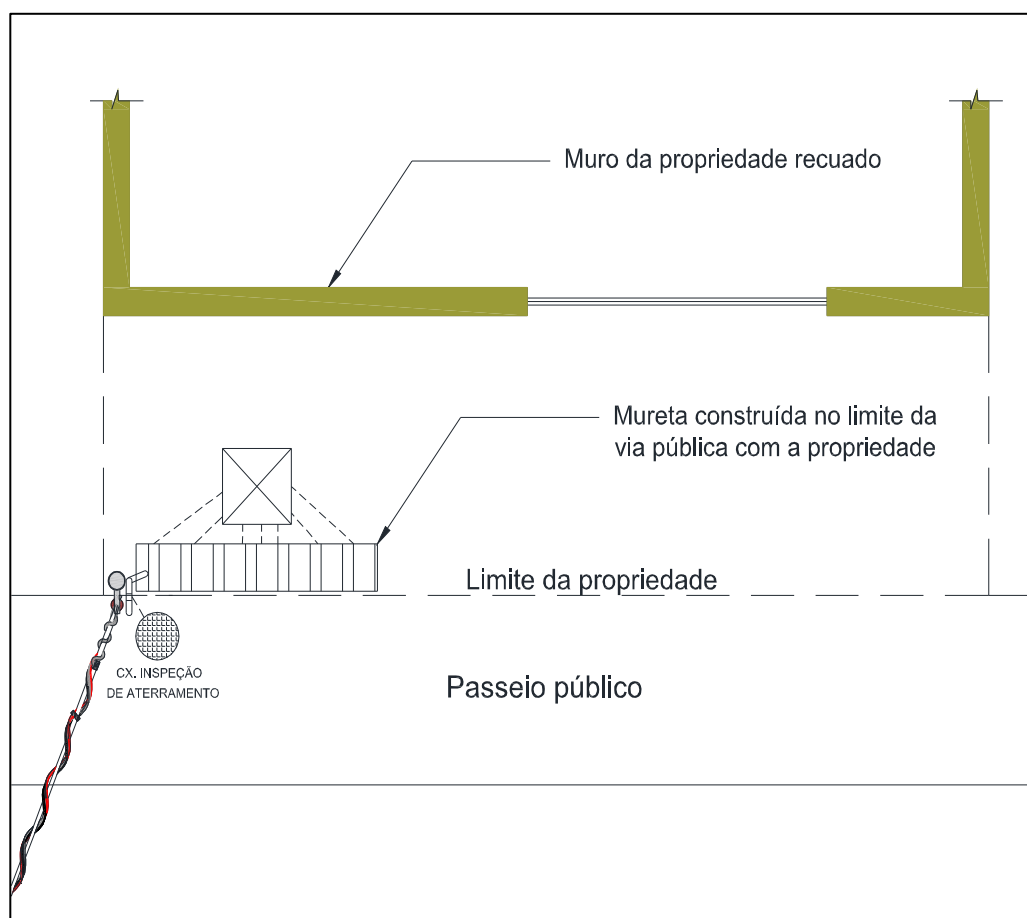 Muro da propriedade recuado
Mureta construída no limite da
via pública com a propriedade
Limite da propriedade
CX. INSPEÇÃO
DE ATERRAMENTO
Passeio público